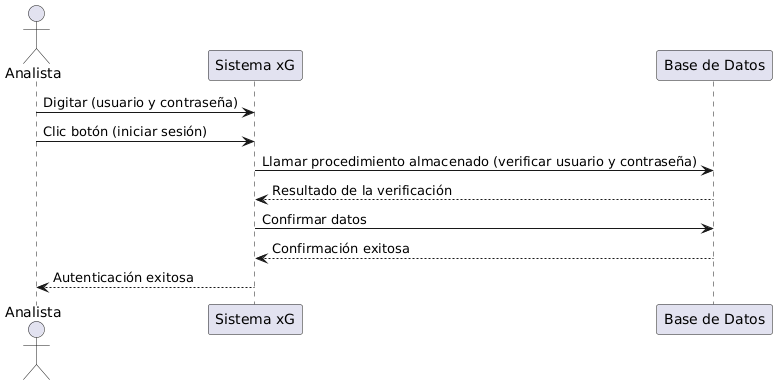 Analista
Sistema xG
Base de Datos
Digitar (usuario y contraseña)
Clic botón (iniciar sesión)
Llamar procedimiento almacenado (verificar usuario y contraseña)
Resultado de la verificación
Confirmar datos
Confirmación exitosa
Autenticación exitosa
Analista
Sistema xG
Base de Datos